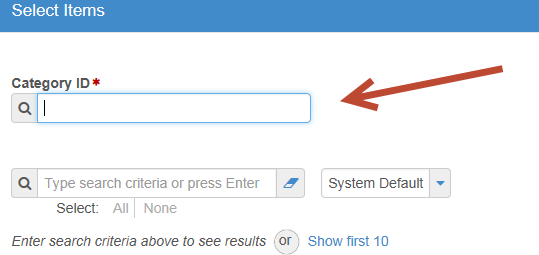 Select Items
Category ID *
Type search criteria or press Enter System Default
Select: All None
Enter search criteria above to see results or Show first 10